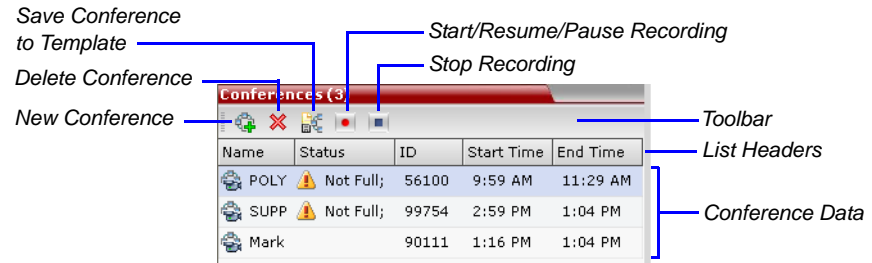 Save Conference
to Template
Start/Resume/Pause Recording
Delete Conference
Stop Recording
New Conference
Conferences (3)
Toolbar
Name Status ID Start Time End Time
List Headers
POLY Not Full; 56100 9:59 AM 11:29 AM
SUPP Not Full; 99754 2:59 PM 1:04 PM
Conference Data
Mark 90111 1:16 PM 1:04 PM